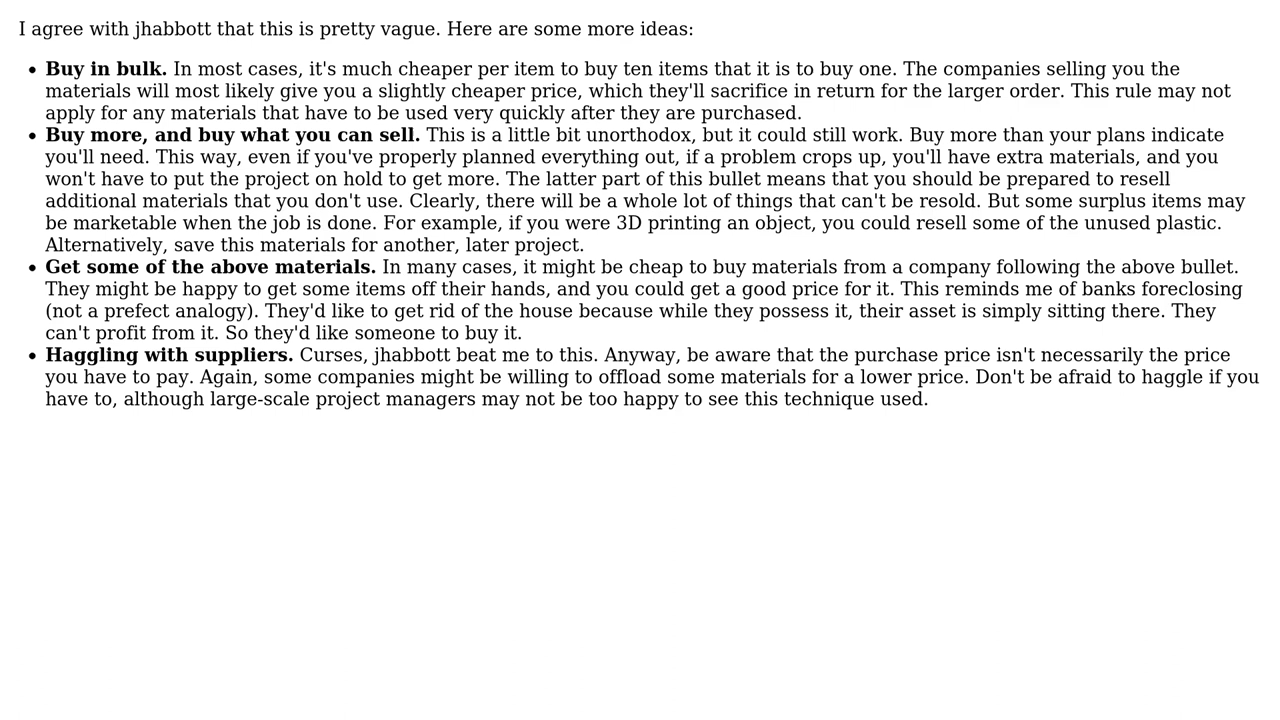 I agree with jhabbott that this is pretty vague. Here are some more ideas:
• Buy in bulk. In most cases, it's much cheaper per item to buy ten items that it is to buy one. The companies selling you the
materials will most likely give you a slightly cheaper price, which they'll sacrifice in return for the larger order. This rule may not
apply for any materials that have to be used very quickly after they are purchased.
• Buy more, and buy what you can sell. This is a little bit unorthodox, but it could still work. Buy more than your plans indicate
you'll need. This way, even if you've properly planned everything out, if a problem crops up, you'll have extra materials, and you
won't have to put the project on hold to get more. The latter part of this bullet means that you should be prepared to resell
additional materials that you don't use. Clearly, there will be a whole lot of things that can't be resold. But some surplus items may
be marketable when the job is done. For example, if you were 3D printing an object, you could resell some of the unused plastic.
Alternatively, save this materials for another, later project.
• Get some of the above materials. In many cases, it might be cheap to buy materials from a company following the above bullet.
They might be happy to get some items off their hands, and you could get a good price for it. This reminds me of banks foreclosing
(not a prefect analogy). They'd like to get rid of the house because while they possess it, their asset is simply sitting there. They
can't profit from it. So they'd like someone to buy it.
• Haggling with suppliers. Curses, jhabbott beat me to this. Anyway, be aware that the purchase price isn't necessarily the price
you have to pay. Again, some companies might be willing to offload some materials for a lower price. Don't be afraid to haggle if you
have to, although large-scale project managers may not be too happy to see this technique used.